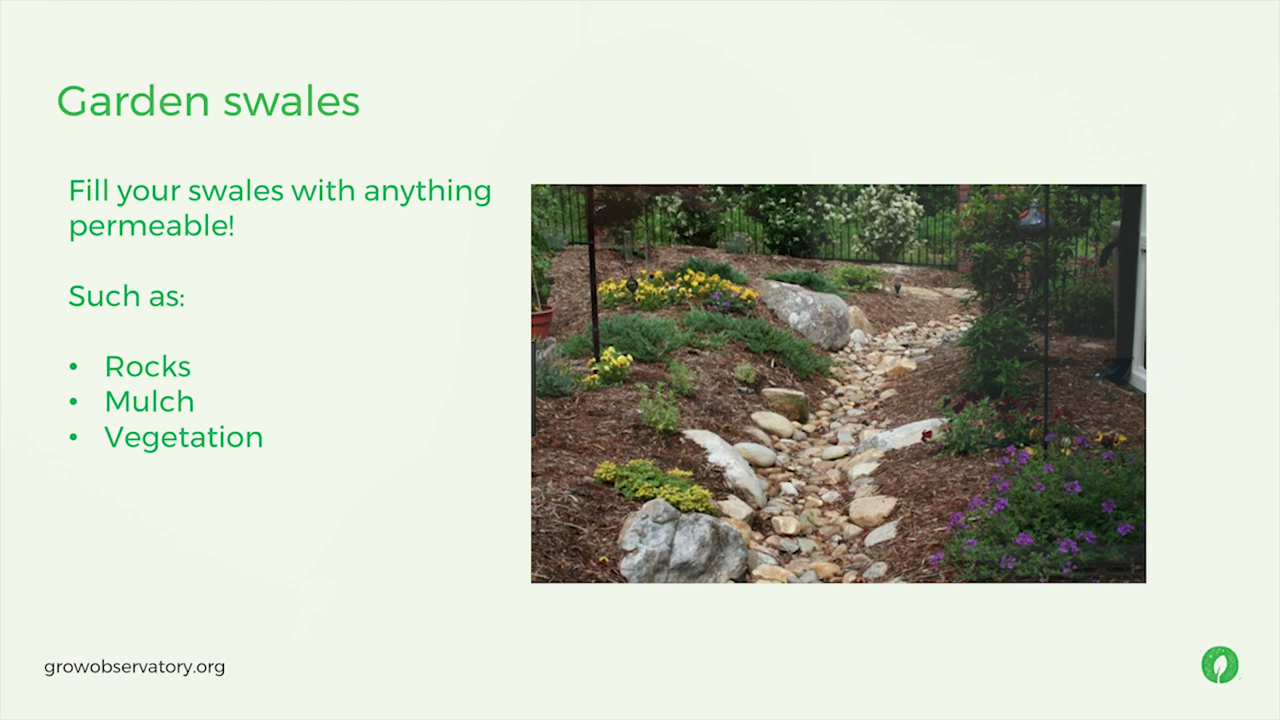 Garden swales
Fill your swales with anything
permeable!
Such as:
• Rocks
• Mulch
• Vegetation
growobservatory.org